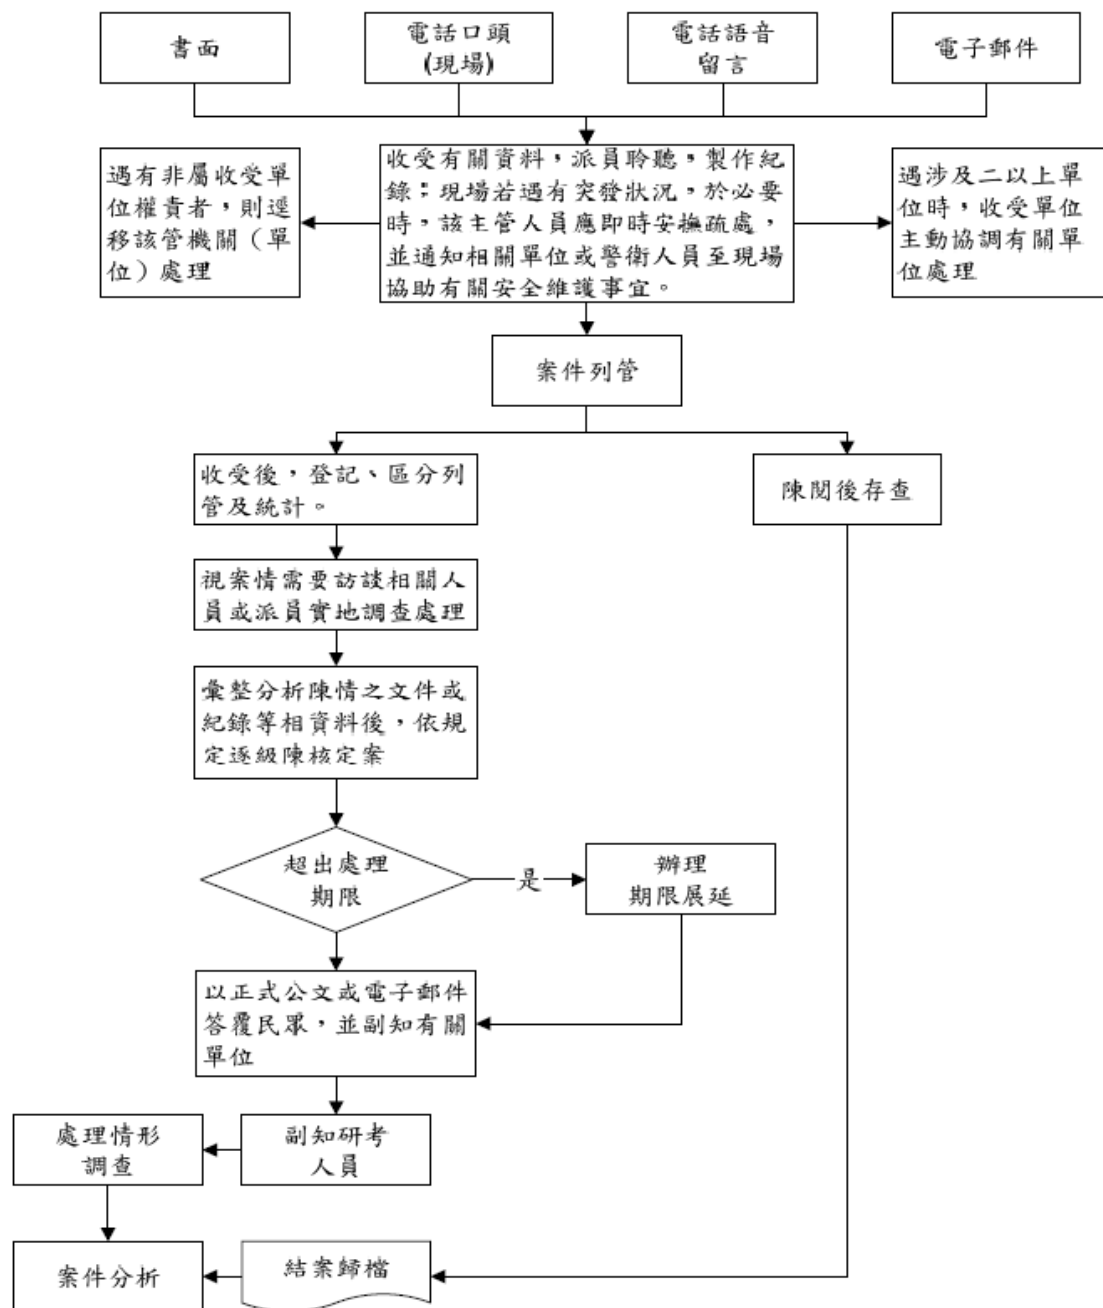 書面
電話口頭
(現場)
電話語音
留言
電子郵件
遇有非屬收受單
位權責者，則逕
移該管機關（單
位）處理
收受有關資料，派員聆聽，製作紀
錄；現場若遇有突發狀況，於必要
時，該主管人員應即時安撫疏處，
並通知相關單位或警衛人員至現場
協助有關安全維護事宜。
遇涉及二以上單
位時，收受單位
主動協調有關單
位處理
案件列管
收受後，登記、區分列
管及統計。
陳閱後存查
視案情需要訪談相關人
員或派員實地調查處理
彙整分析陳情之文件或
紀錄等相資料後，依規
定逐級陳核定案
超出處理
期限
是
辦理
期限展延
以正式公文或電子郵件
答覆民眾，並副知有關
單位
處理情形
調查
副知研考
人員
案件分析
結案歸檔